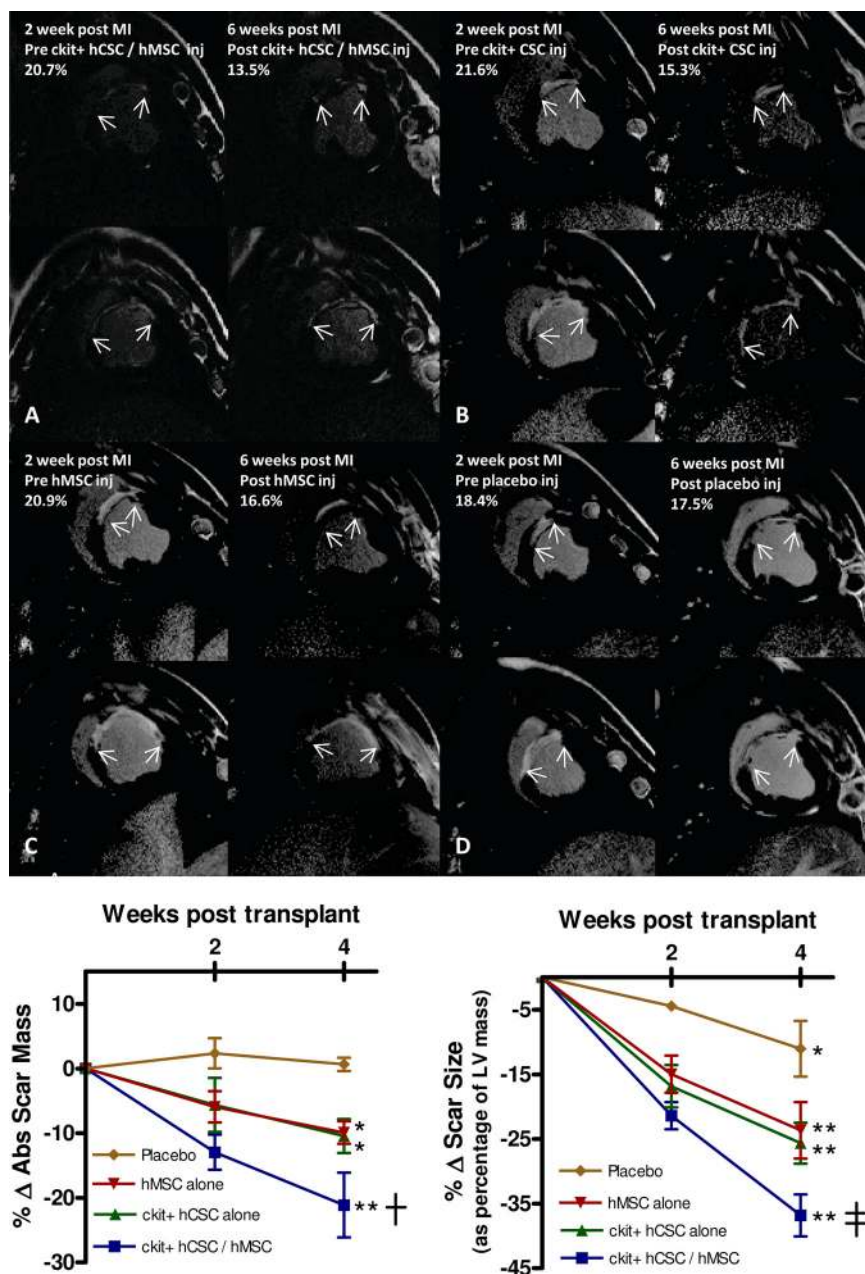 2 week post MI
Pre ckit+ hCSC / hMSC inj
20.7%
6 weeks post MI
Post ckit+ hCSC / hMSC inj
13.5%
A
2 week post MI
Pre ckit+ CSC inj
21.6%
6 weeks post MI
Post ckit+ CSC inj
15.3%
B
2 week post MI
Pre hMSC inj
20.9%
6 weeks post MI
Post hMSC inj
16.6%
C
2 week post MI
Pre placebo inj
18.4%
6 weeks post MI
Post placebo inj
17.5%
D
Weeks post transplant
2 4
10
0
-10
-20
-30
% Δ Abs Scar Mass
*
*
** ‡
Placebo
hMSC alone
ckit+ hCSC alone
ckit+ hCSC / hMSC
Weeks post transplant
2 4
-5
-15
-25
-35
-45
% Δ Scar Size
(as percentage of LV mass)
*
**
**
** ‡
Placebo
hMSC alone
ckit+ hCSC alone
ckit+ hCSC / hMSC